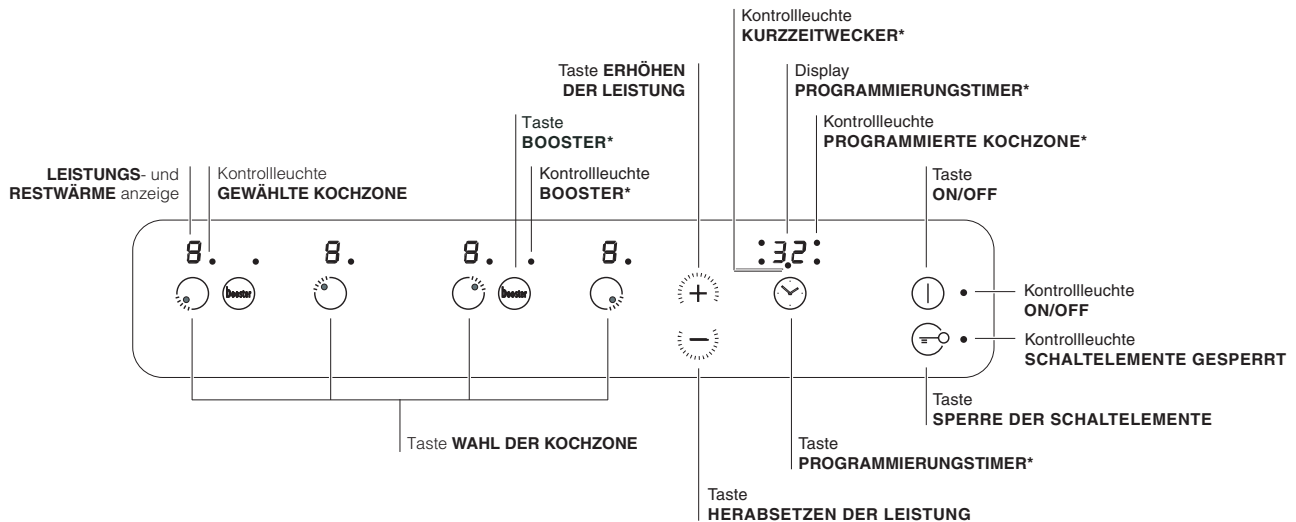 Kontrollleuchte
KURZZEITWECKER*
Taste ERHÖHEN
DER LEISTUNG
Display
PROGRAMMIERUNGSTIMER*
Taste
BOOSTER*
Kontrollleuchte
PROGRAMMIERTE KOCHZONE*
LEISTUNGS- und
RESTWÄRME anzeige
Kontrollleuchte
GEWÄHLTE KOCHZONE
Kontrollleuchte
BOOSTER*
Taste
ON/OFF
8. 8. 8. 8. 32
booster booster
Kontrollleuchte
ON/OFF
Kontrollleuchte
SCHALTELEMENTE GESPERRT
Taste
SPERRE DER SCHALTELEMENTE
Taste WAHL DER KOCHZONE
Taste
PROGRAMMIERUNGSTIMER*
Taste
HERABSETZEN DER LEISTUNG